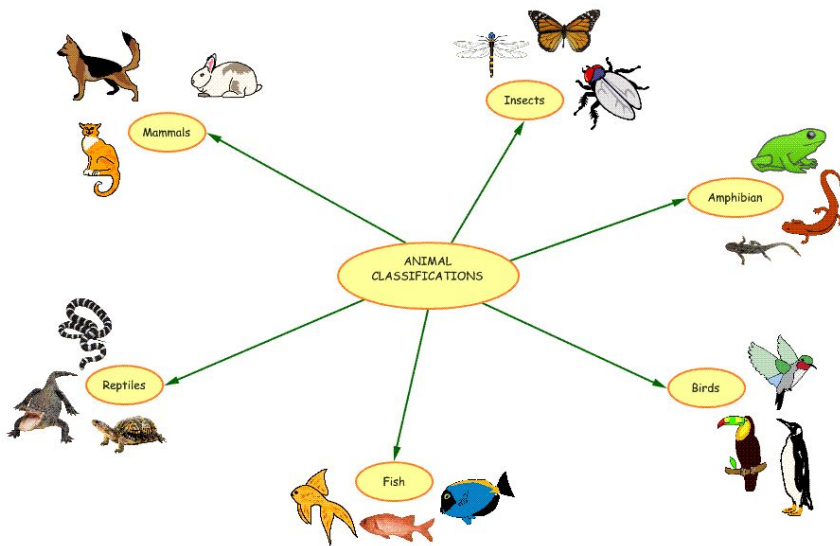 Insects
Mammals
Amphibian
ANIMAL
CLASSIFICATIONS
Reptiles
Birds
Fish